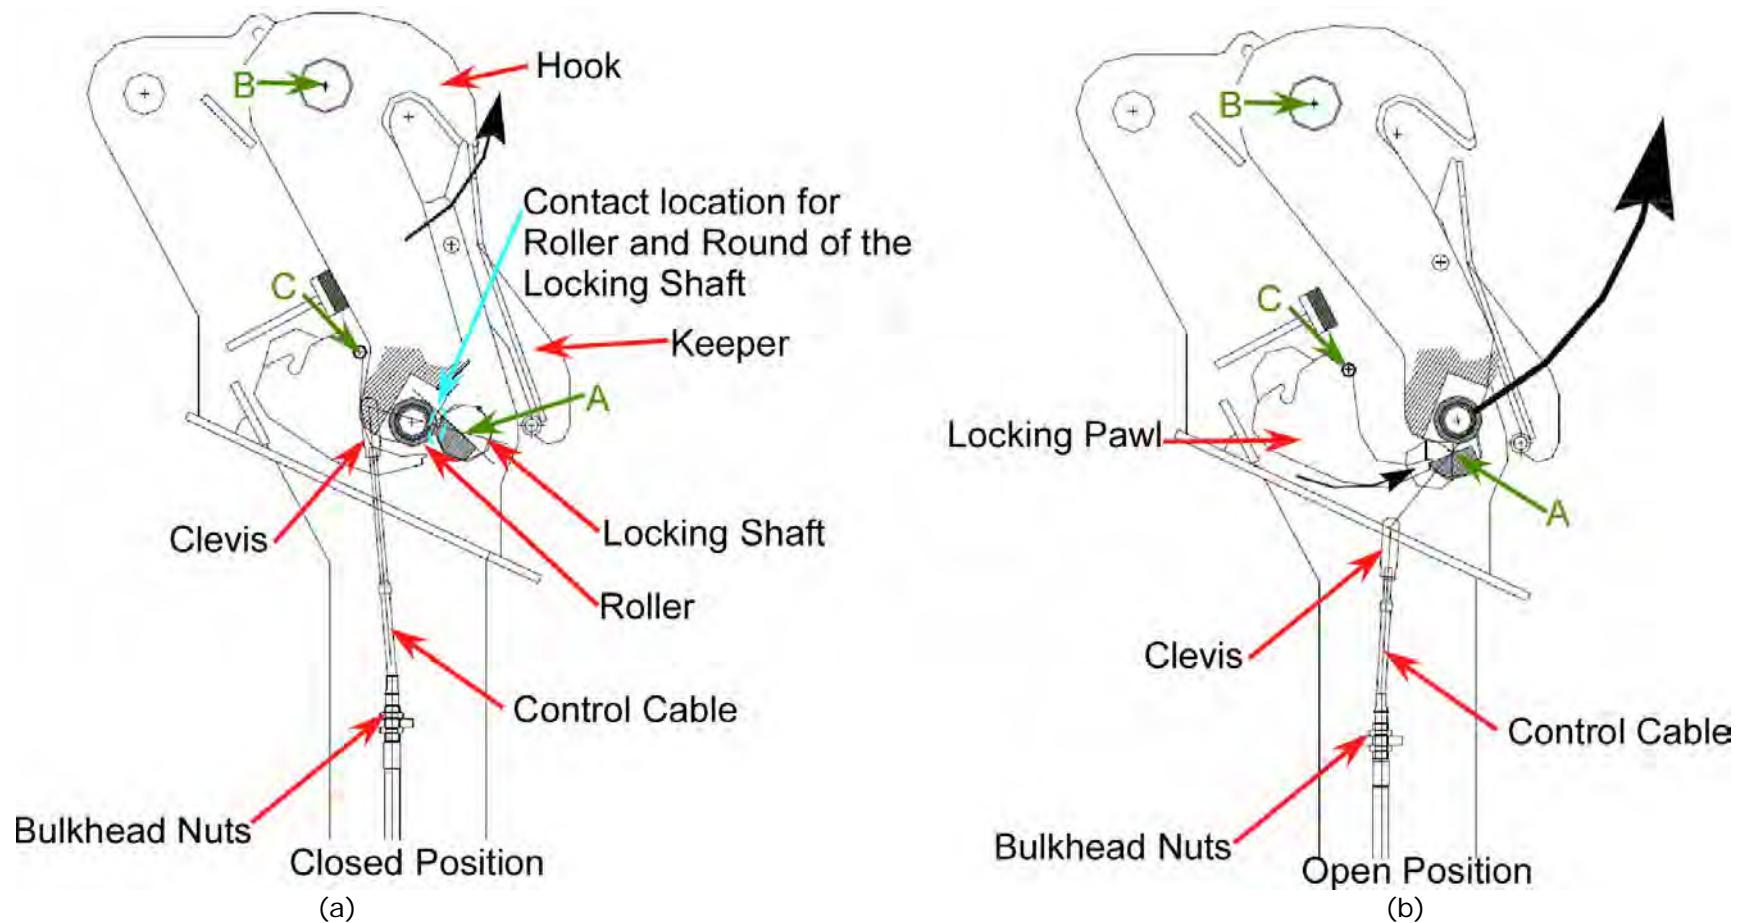 B
Hook
Contact location for
Roller and Round of the
Locking Shaft
C
Keeper
A
Clevis
Locking Shaft
Roller
Control Cable
Bulkhead Nuts
Closed Position
(a)
B
C
Locking Pawl
A
Clevis
Control Cable
Bulkhead Nuts
Open Position
(b)